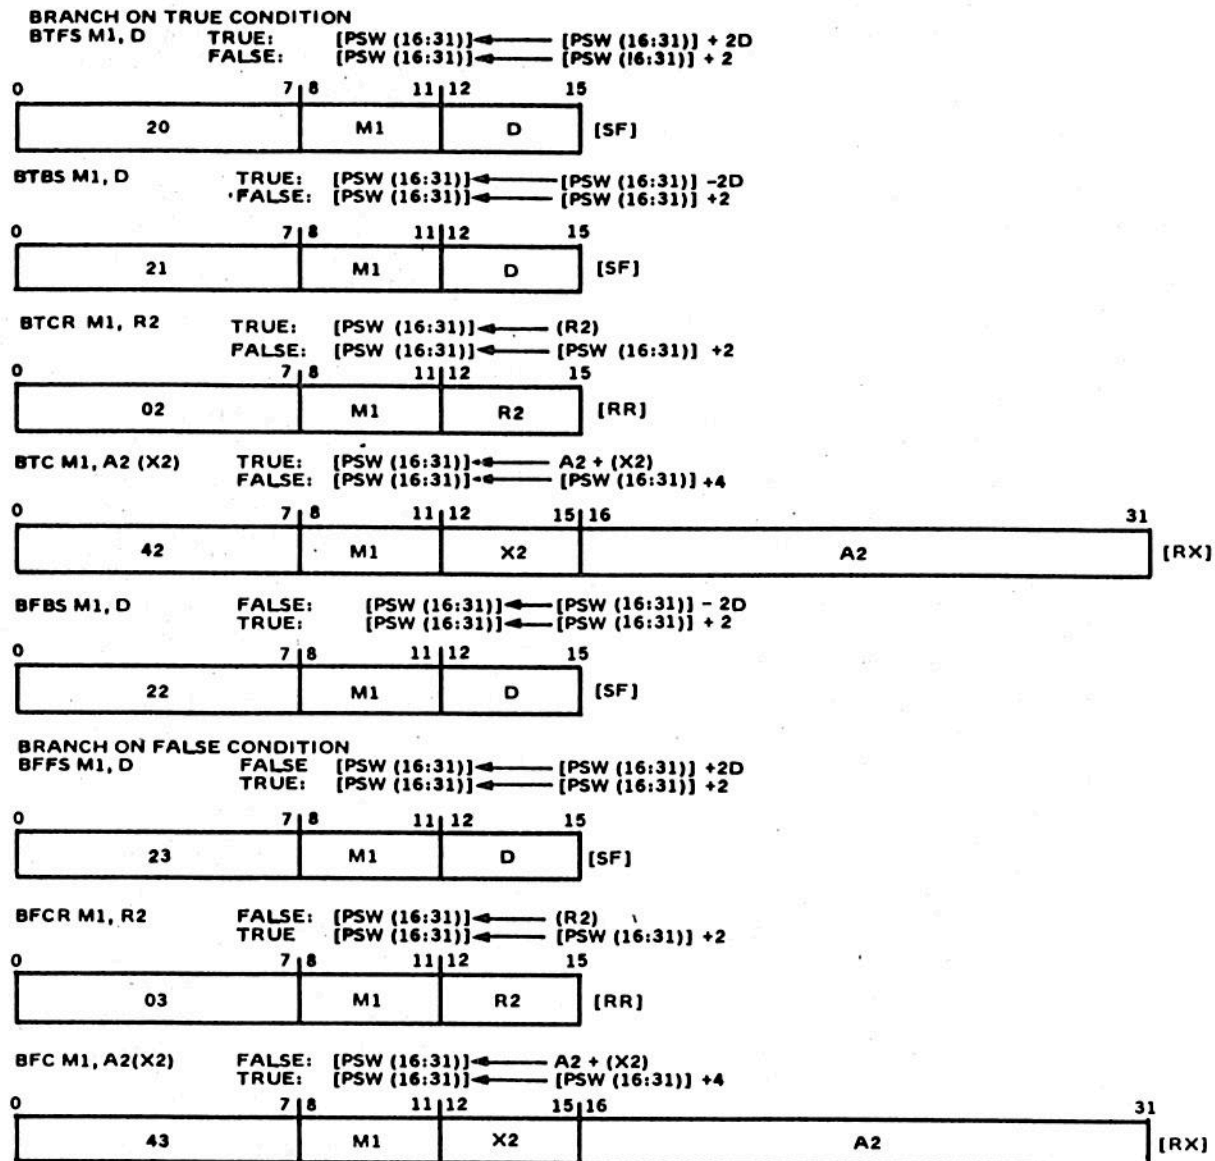 BRANCH ON TRUE CONDITION
BTFS M1, D TRUE: [PSW (16:31)] ← [PSW (16:31)] + 2D
FALSE: [PSW (16:31)] ← [PSW (16:31)] + 2
0 7 8 11 12 15
20 M1 D [SF]
BTBS M1, D TRUE: [PSW (16:31)] ← [PSW (16:31)] -2D
FALSE: [PSW (16:31)] ← [PSW (16:31)] +2
0 7 8 11 12 15
21 M1 D [SF]
BTCR M1, R2 TRUE: [PSW (16:31)] ← (R2)
FALSE: [PSW (16:31)] ← [PSW (16:31)] +2
0 7 8 11 12 15
02 M1 R2 [RR]
BTC M1, A2 (X2) TRUE: [PSW (16:31)] ← A2 + (X2)
FALSE: [PSW (16:31)] ← [PSW (16:31)] +4
0 7 8 11 12 15 16 31
42 M1 X2 A2 [RX]
BFBS M1, D FALSE: [PSW (16:31)] ← [PSW (16:31)] - 2D
TRUE: [PSW (16:31)] ← [PSW (16:31)] + 2
0 7 8 11 12 15
22 M1 D [SF]
BRANCH ON FALSE CONDITION
BFFS M1, D FALSE [PSW (16:31)] ← [PSW (16:31)] +2D
TRUE: [PSW (16:31)] ← [PSW (16:31)] +2
0 7 8 11 12 15
23 M1 D [SF]
BFCR M1, R2 FALSE: [PSW (16:31)] ← (R2)
TRUE [PSW (16:31)] ← [PSW (16:31)] +2
0 7 8 11 12 15
03 M1 R2 [RR]
BFC M1, A2(X2) FALSE: [PSW (16:31)] ← A2 + (X2)
TRUE: [PSW (16:31)] ← [PSW (16:31)] +4
0 7 8 11 12 15 16 31
43 M1 X2 A2 [RX]